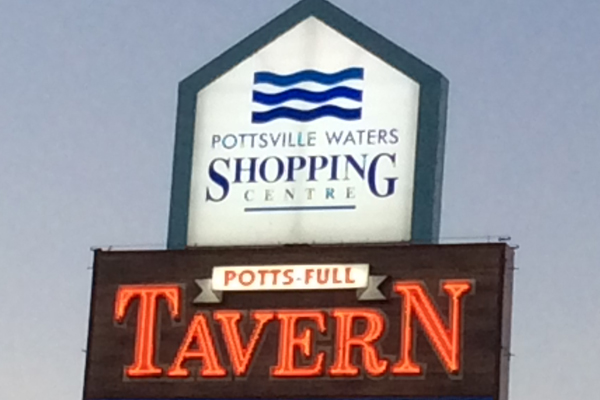 POTTSVILLE WATERS
SHOPPING
CENTRE
POTTS-FULL
TAVERN